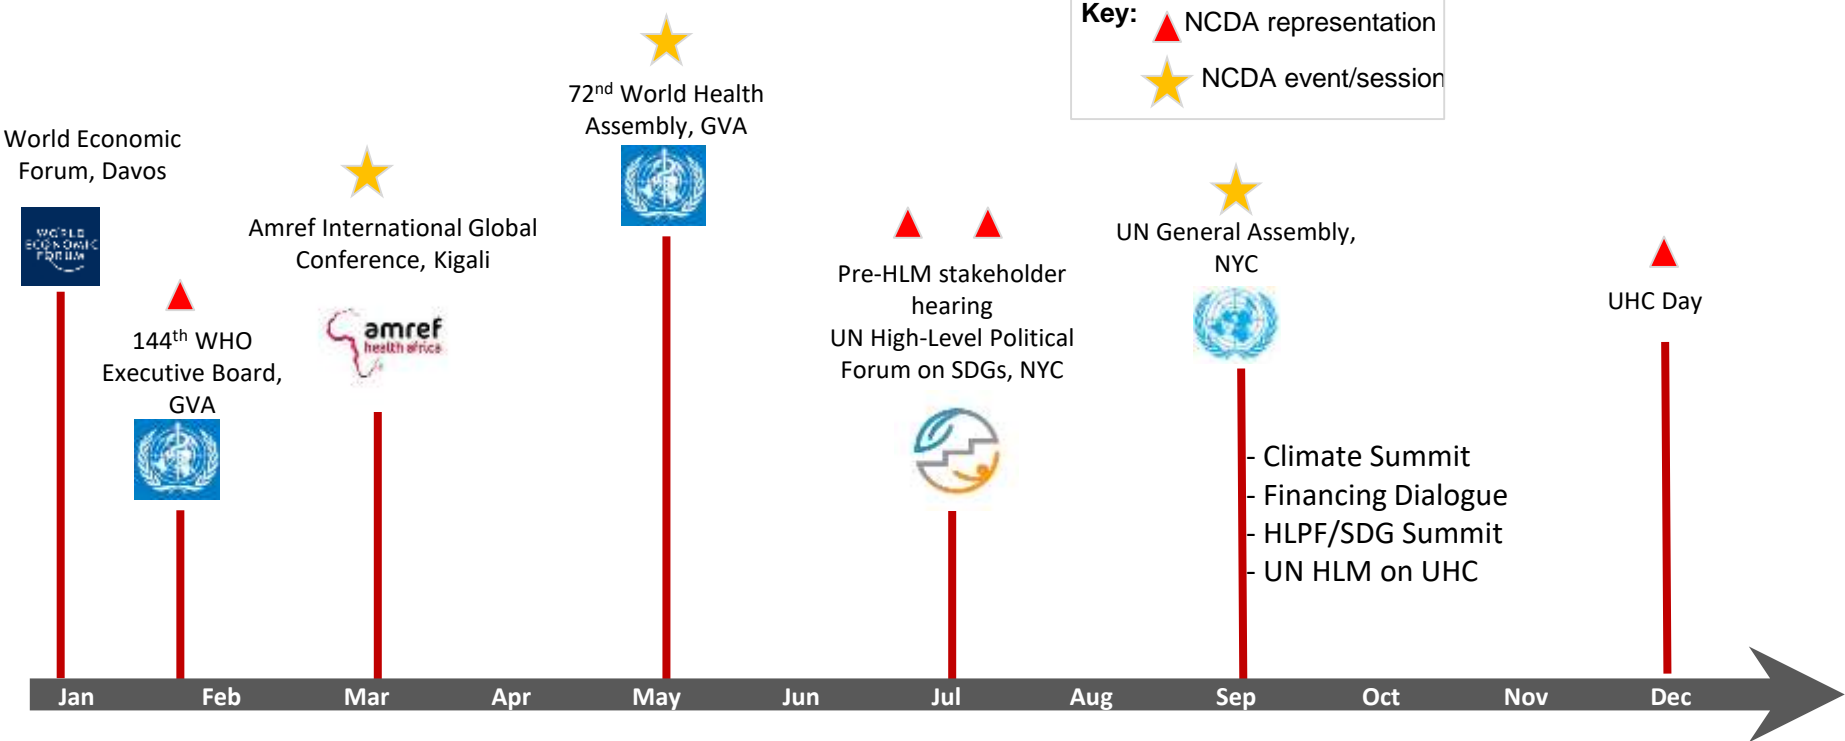 Key:
NCDA representation
NCDA event/session
World Economic
Forum, Davos
WORLD
ECONOMIC
FORUM
144th WHO
Executive Board,
GVA
Amref International Global
Conference, Kigali
amref
health africa
72nd World Health
Assembly, GVA
Pre-HLM stakeholder
hearing
UN High-Level Political
Forum on SDGs, NYC
UN General Assembly,
NYC
- Climate Summit
- Financing Dialogue
- HLPF/SDG Summit
- UN HLM on UHC
UHC Day
Jan Feb Mar Apr May Jun Jul Aug Sep Oct Nov Dec